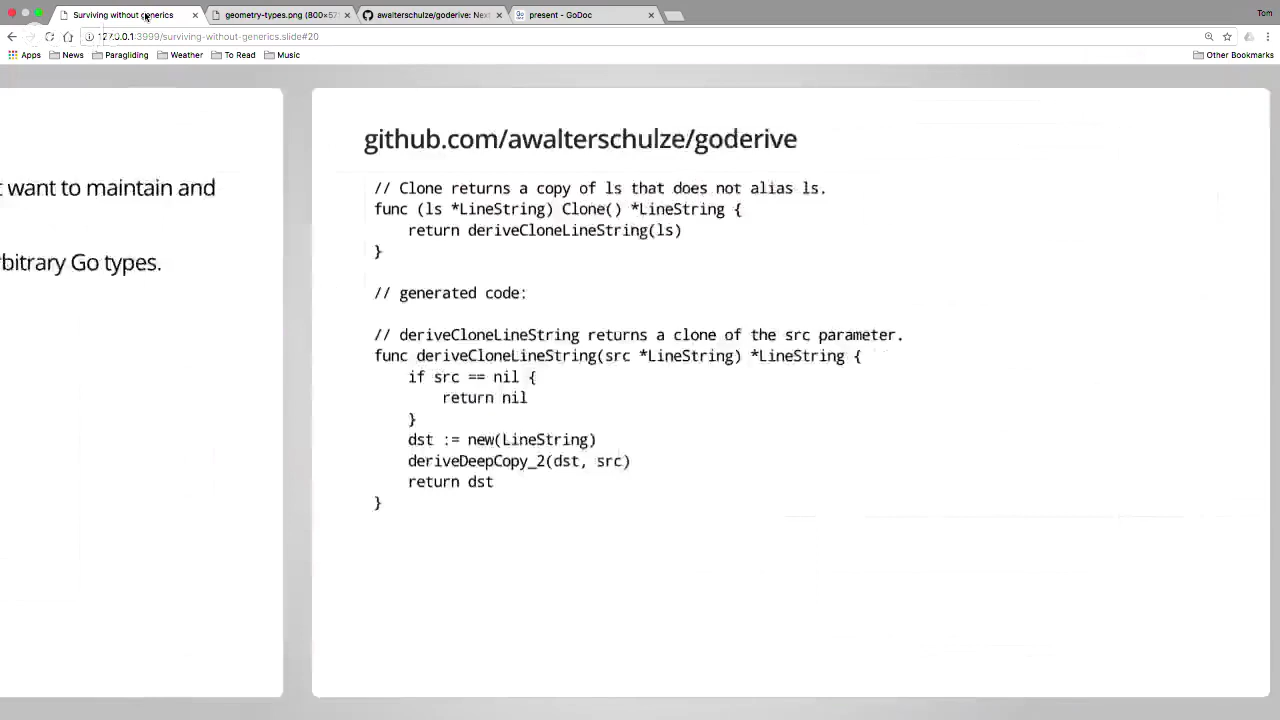 Surviving without generics
geometry-types.png (800×57
awalterschulze/goderive: Nex
present - GoDoc
Tom
127.0.0.1:3999/surviving-without-generics.slide#20
Apps
News
Paragliding
Weather
To Read
Music
Other Bookmarks
want to maintain and
rbitrary Go types.
github.com/awalterschulze/goderive
// Clone returns a copy of ls that does not alias ls.
func (ls *LineString) Clone() *LineString {
    return deriveCloneLineString(ls)
}
// generated code:
// deriveCloneLineString returns a clone of the src parameter.
func deriveCloneLineString(src *LineString) *LineString {
    if src == nil {
        return nil
    }
    dst := new(LineString)
    deriveDeepCopy_2(dst, src)
    return dst
}